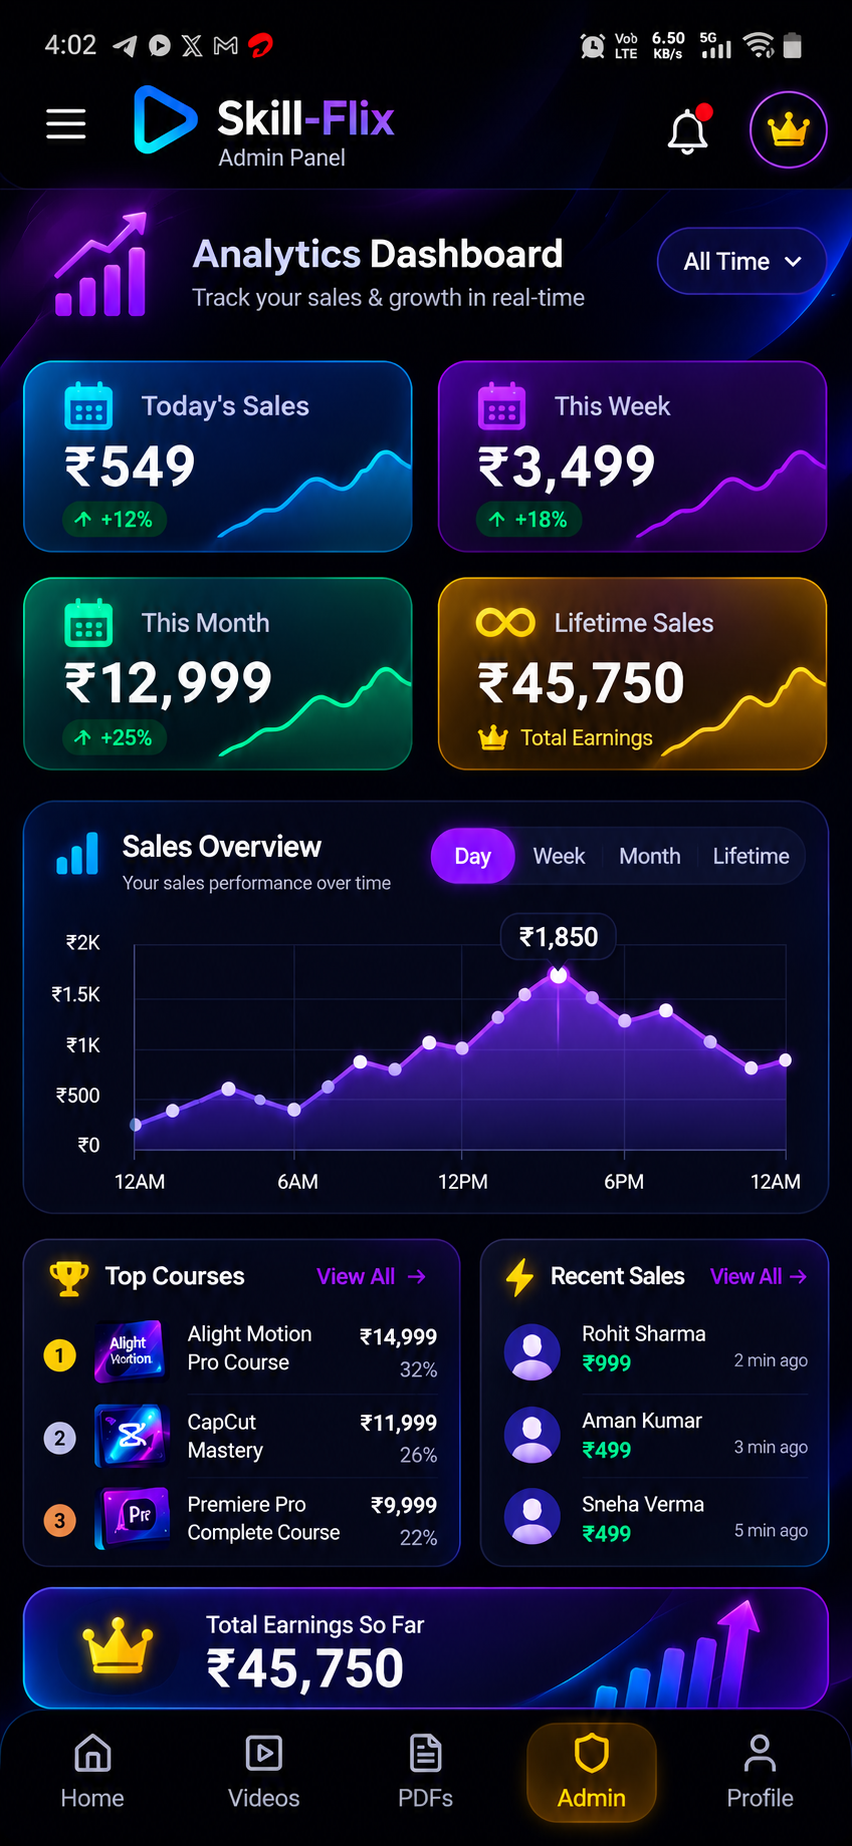 4:02
Vob LTE
6.50 KB/s
5G
Skill-Flix
Admin Panel
Analytics Dashboard
Track your sales & growth in real-time
All Time
Today's Sales
₹549
+12%
This Week
₹3,499
+18%
This Month
₹12,999
+25%
Lifetime Sales
₹45,750
Total Earnings
Sales Overview
Your sales performance over time
Day Week Month Lifetime
₹1,850
₹2K
₹1.5K
₹1K
₹500
₹0
12AM 6AM 12PM 6PM 12AM
Top Courses
View All →
1
Alight
Alight Motion
Pro Course
₹14,999
32%
2
CapCut
Mastery
₹11,999
26%
3
Premiere Pro
Complete Course
₹9,999
22%
Recent Sales
View All →
Rohit Sharma
₹999
2 min ago
Aman Kumar
₹499
3 min ago
Sneha Verma
₹499
5 min ago
Total Earnings So Far
₹45,750
Home Videos PDFs Admin Profile